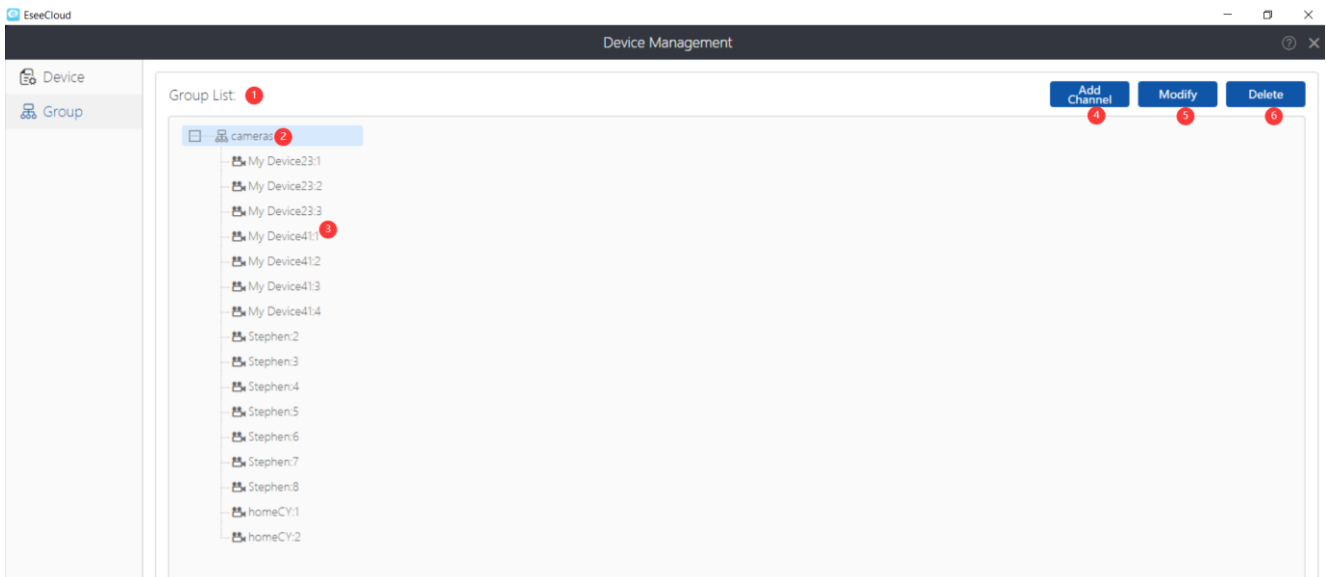 EseeCloud
Device Management
Device
Group
Group List: 1
Add Channel
4
Modify
5
Delete
6
cameras 2
My Device23:1
My Device23:2
My Device23:3
3
My Device41:1
My Device41:2
My Device41:3
My Device41:4
Stephen:2
Stephen:3
Stephen:4
Stephen:5
Stephen:6
Stephen:7
Stephen:8
homeCY:1
homeCY:2